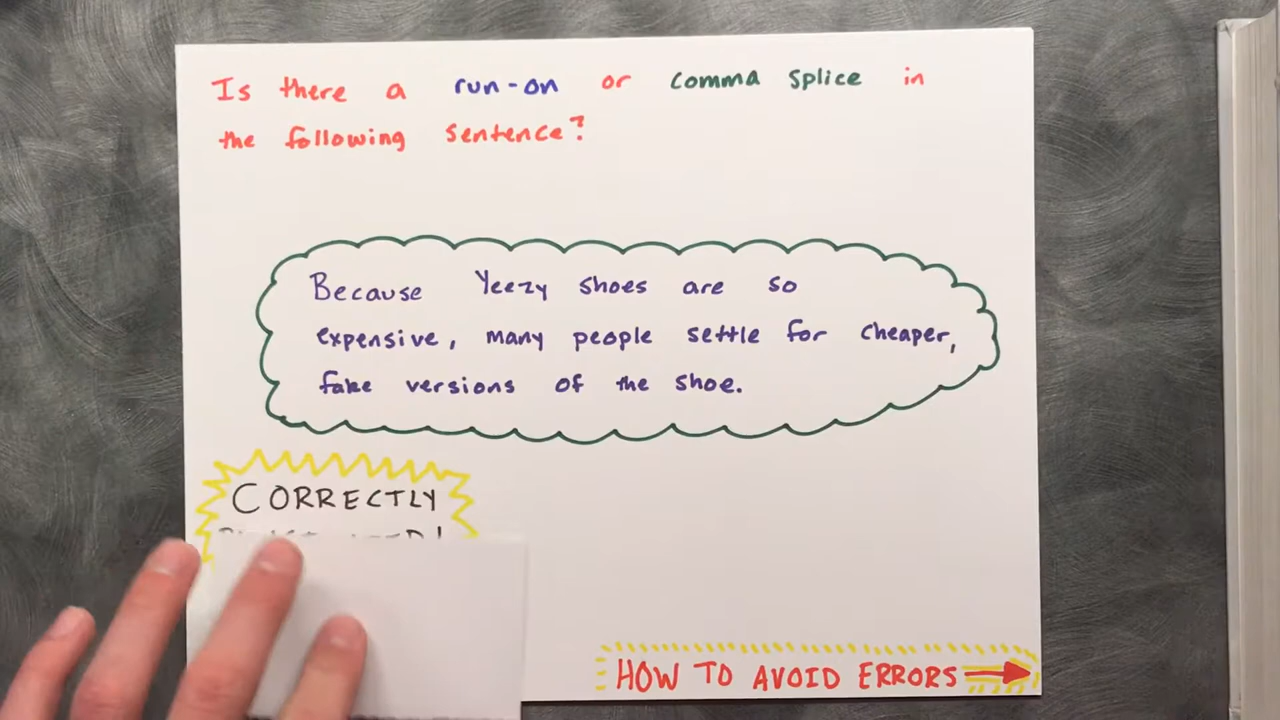 Is there a run-on or comma splice in
the following sentence?
Because Yeezy shoes are so
expensive, many people settle for cheaper,
fake versions of the shoe.
CORRECTLY
HOW TO AVOID ERRORS